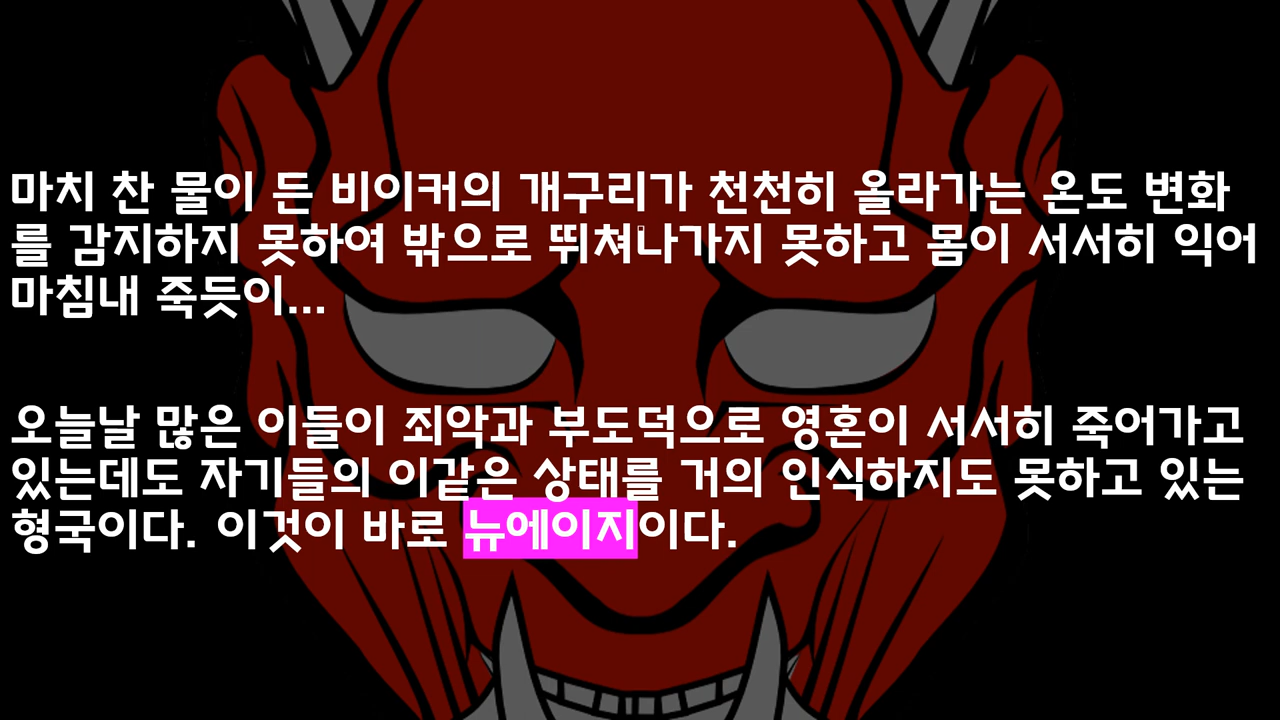 마치 찬 물이 든 비이커의 개구리가 천천히 올라가는 온도 변화
를 감지하지 못하여 밖으로 뛰쳐나가지 못하고 몸이 서서히 익어
마침내 죽듯이...
오늘날 많은 이들이 죄악과 부도덕으로 영혼이 서서히 죽어가고
있는데도 자기들의 이같은 상태를 거의 인식하지도 못하고 있는
형국이다. 이것이 바로 뉴에이지이다.